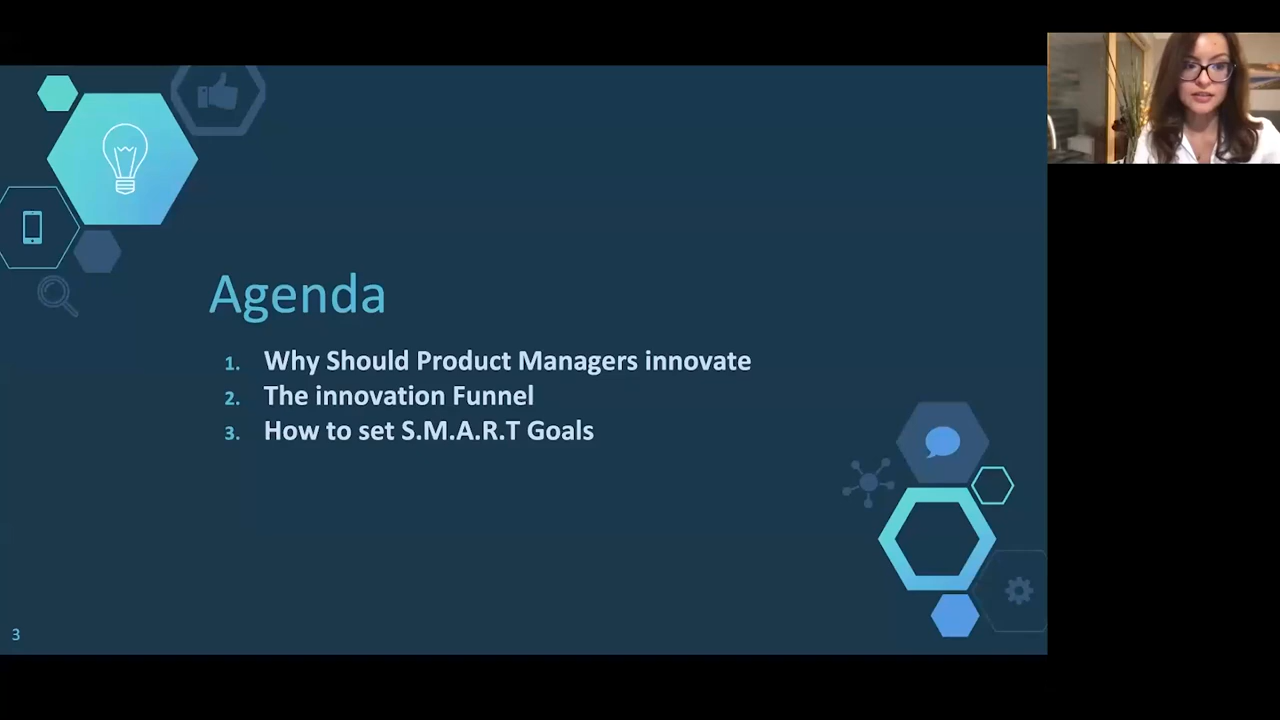 Agenda
1. Why Should Product Managers innovate
2. The innovation Funnel
3. How to set S.M.A.R.T Goals
3